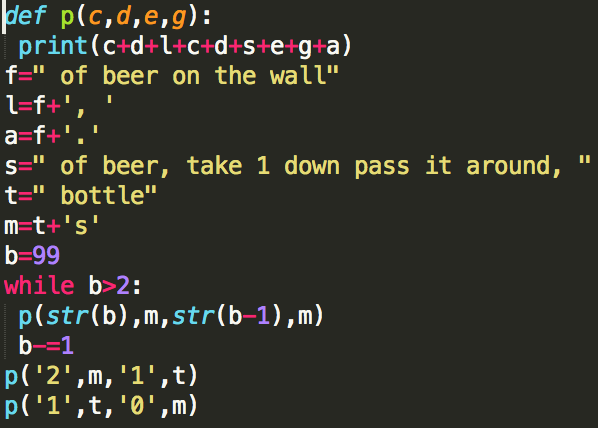 def p(c,d,e,g):
 print(c+d+l+c+d+s+e+g+a)
f=" of beer on the wall"
l=f+', '
a=f+'.'
s=" of beer, take 1 down pass it around, "
t=" bottle"
m=t+'s'
b=99
while b>2:
 p(str(b),m,str(b-1),m)
 b-=1
p('2',m,'1',t)
p('1',t,'0',m)